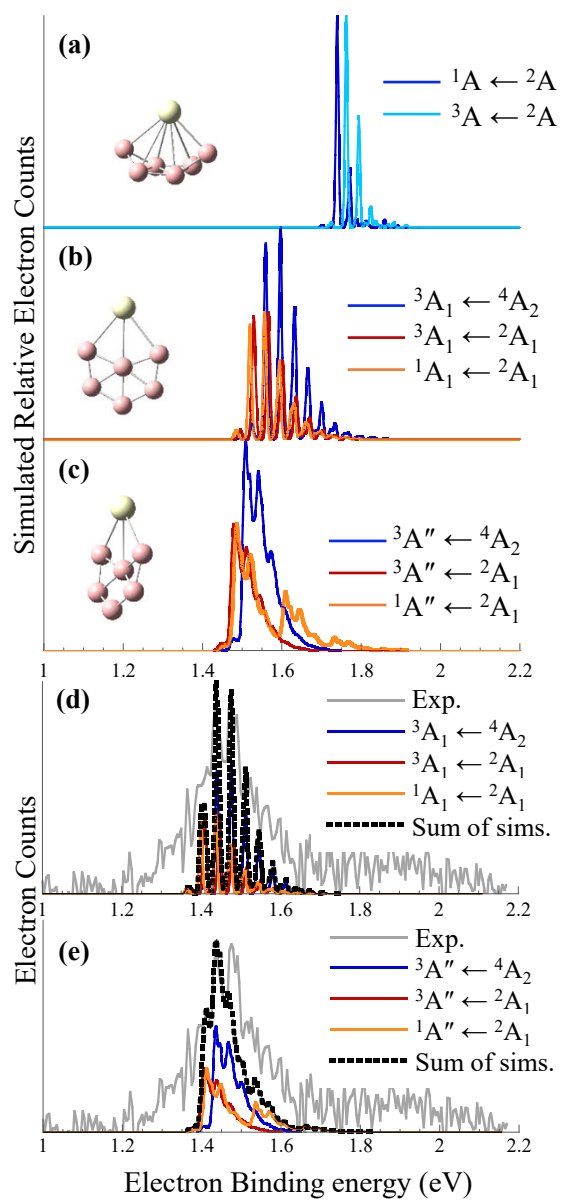 (a)
¹A ← ²A
³A ← ²A
(b)
³A₁ ← ⁴A₂
³A₁ ← ²A₁
¹A₁ ← ²A₁
(c)
³A″ ← ⁴A₂
³A″ ← ²A₁
¹A″ ← ²A₁
Simulated Relative Electron Counts
1 1.2 1.4 1.6 1.8 2 2.2
(d)
Exp.
³A₁ ← ⁴A₂
³A₁ ← ²A₁
¹A₁ ← ²A₁
Sum of sims.
1 1.2 1.4 1.6 1.8 2 2.2
(e)
Exp.
³A″ ← ⁴A₂
³A″ ← ²A₁
¹A″ ← ²A₁
Sum of sims.
Electron Counts
1 1.2 1.4 1.6 1.8 2 2.2
Electron Binding energy (eV)